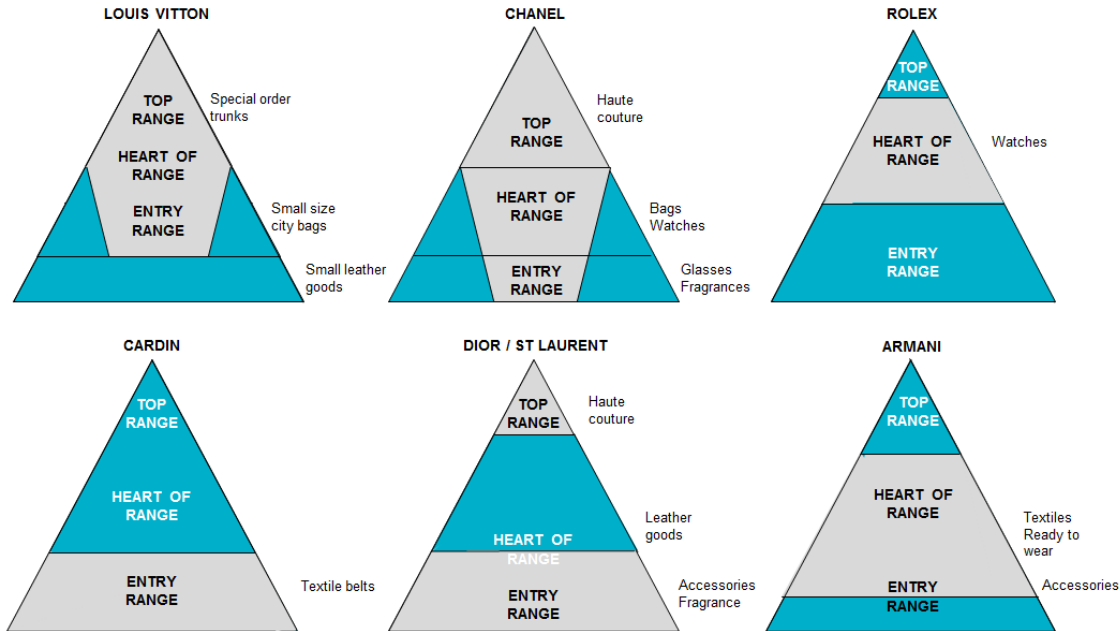 LOUIS VITTON
TOP
RANGE
Special order
trunks
HEART OF
RANGE
ENTRY
RANGE
Small size
city bags
Small leather
goods
CHANEL
TOP
RANGE
Haute
couture
HEART OF
RANGE
Bags
Watches
ENTRY
RANGE
Glasses
Fragrances
ROLEX
TOP
RANGE
HEART OF
RANGE
Watches
ENTRY
RANGE
CARDIN
TOP
RANGE
HEART OF
RANGE
ENTRY
RANGE
Textile belts
DIOR / ST LAURENT
TOP
RANGE
Haute
couture
HEART OF
RANGE
Leather
goods
ENTRY
RANGE
Accessories
Fragrance
ARMANI
TOP
RANGE
HEART OF
RANGE
Textiles
Ready to
wear
ENTRY
RANGE
Accessories